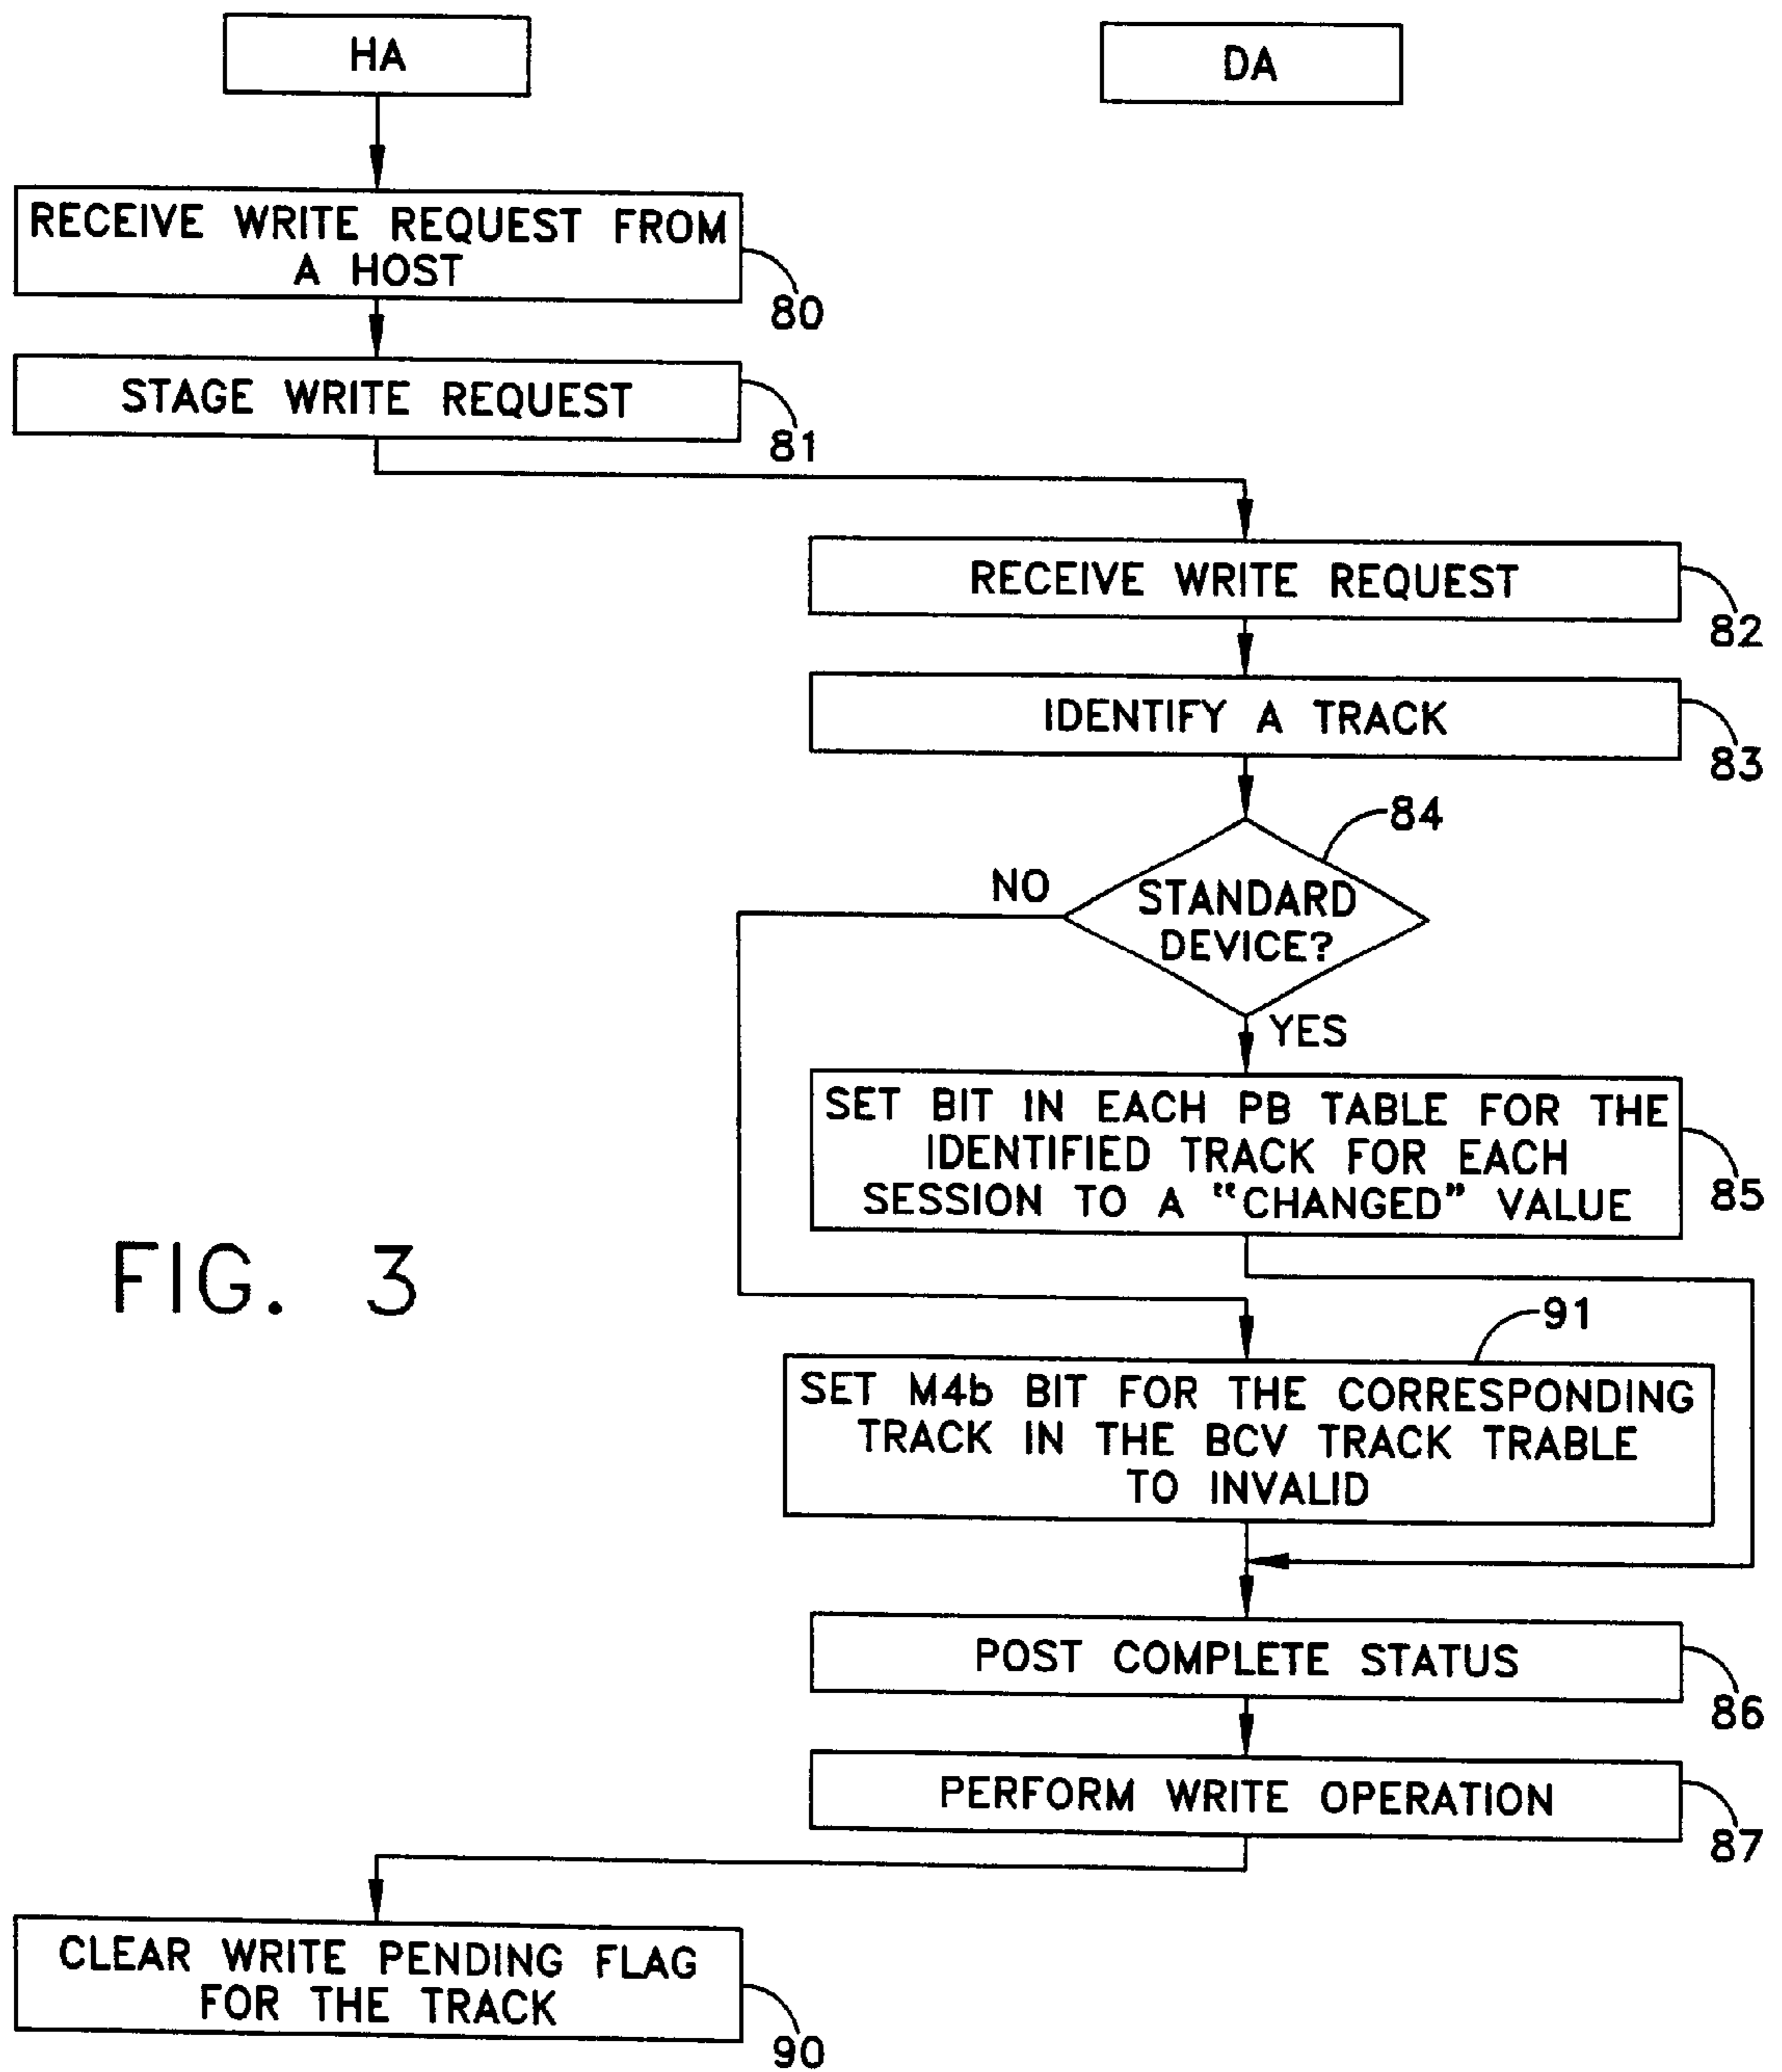 HA
DA
RECEIVE WRITE REQUEST FROM
A HOST
80
STAGE WRITE REQUEST
81
RECEIVE WRITE REQUEST
82
IDENTIFY A TRACK
83
84
NO
STANDARD
DEVICE?
YES
SET BIT IN EACH PB TABLE FOR THE
IDENTIFIED TRACK FOR EACH
SESSION TO A "CHANGED" VALUE
85
FIG. 3
91
SET M4b BIT FOR THE CORRESPONDING
TRACK IN THE BCV TRACK TRABLE
TO INVALID
POST COMPLETE STATUS
86
PERFORM WRITE OPERATION
87
CLEAR WRITE PENDING FLAG
FOR THE TRACK
90